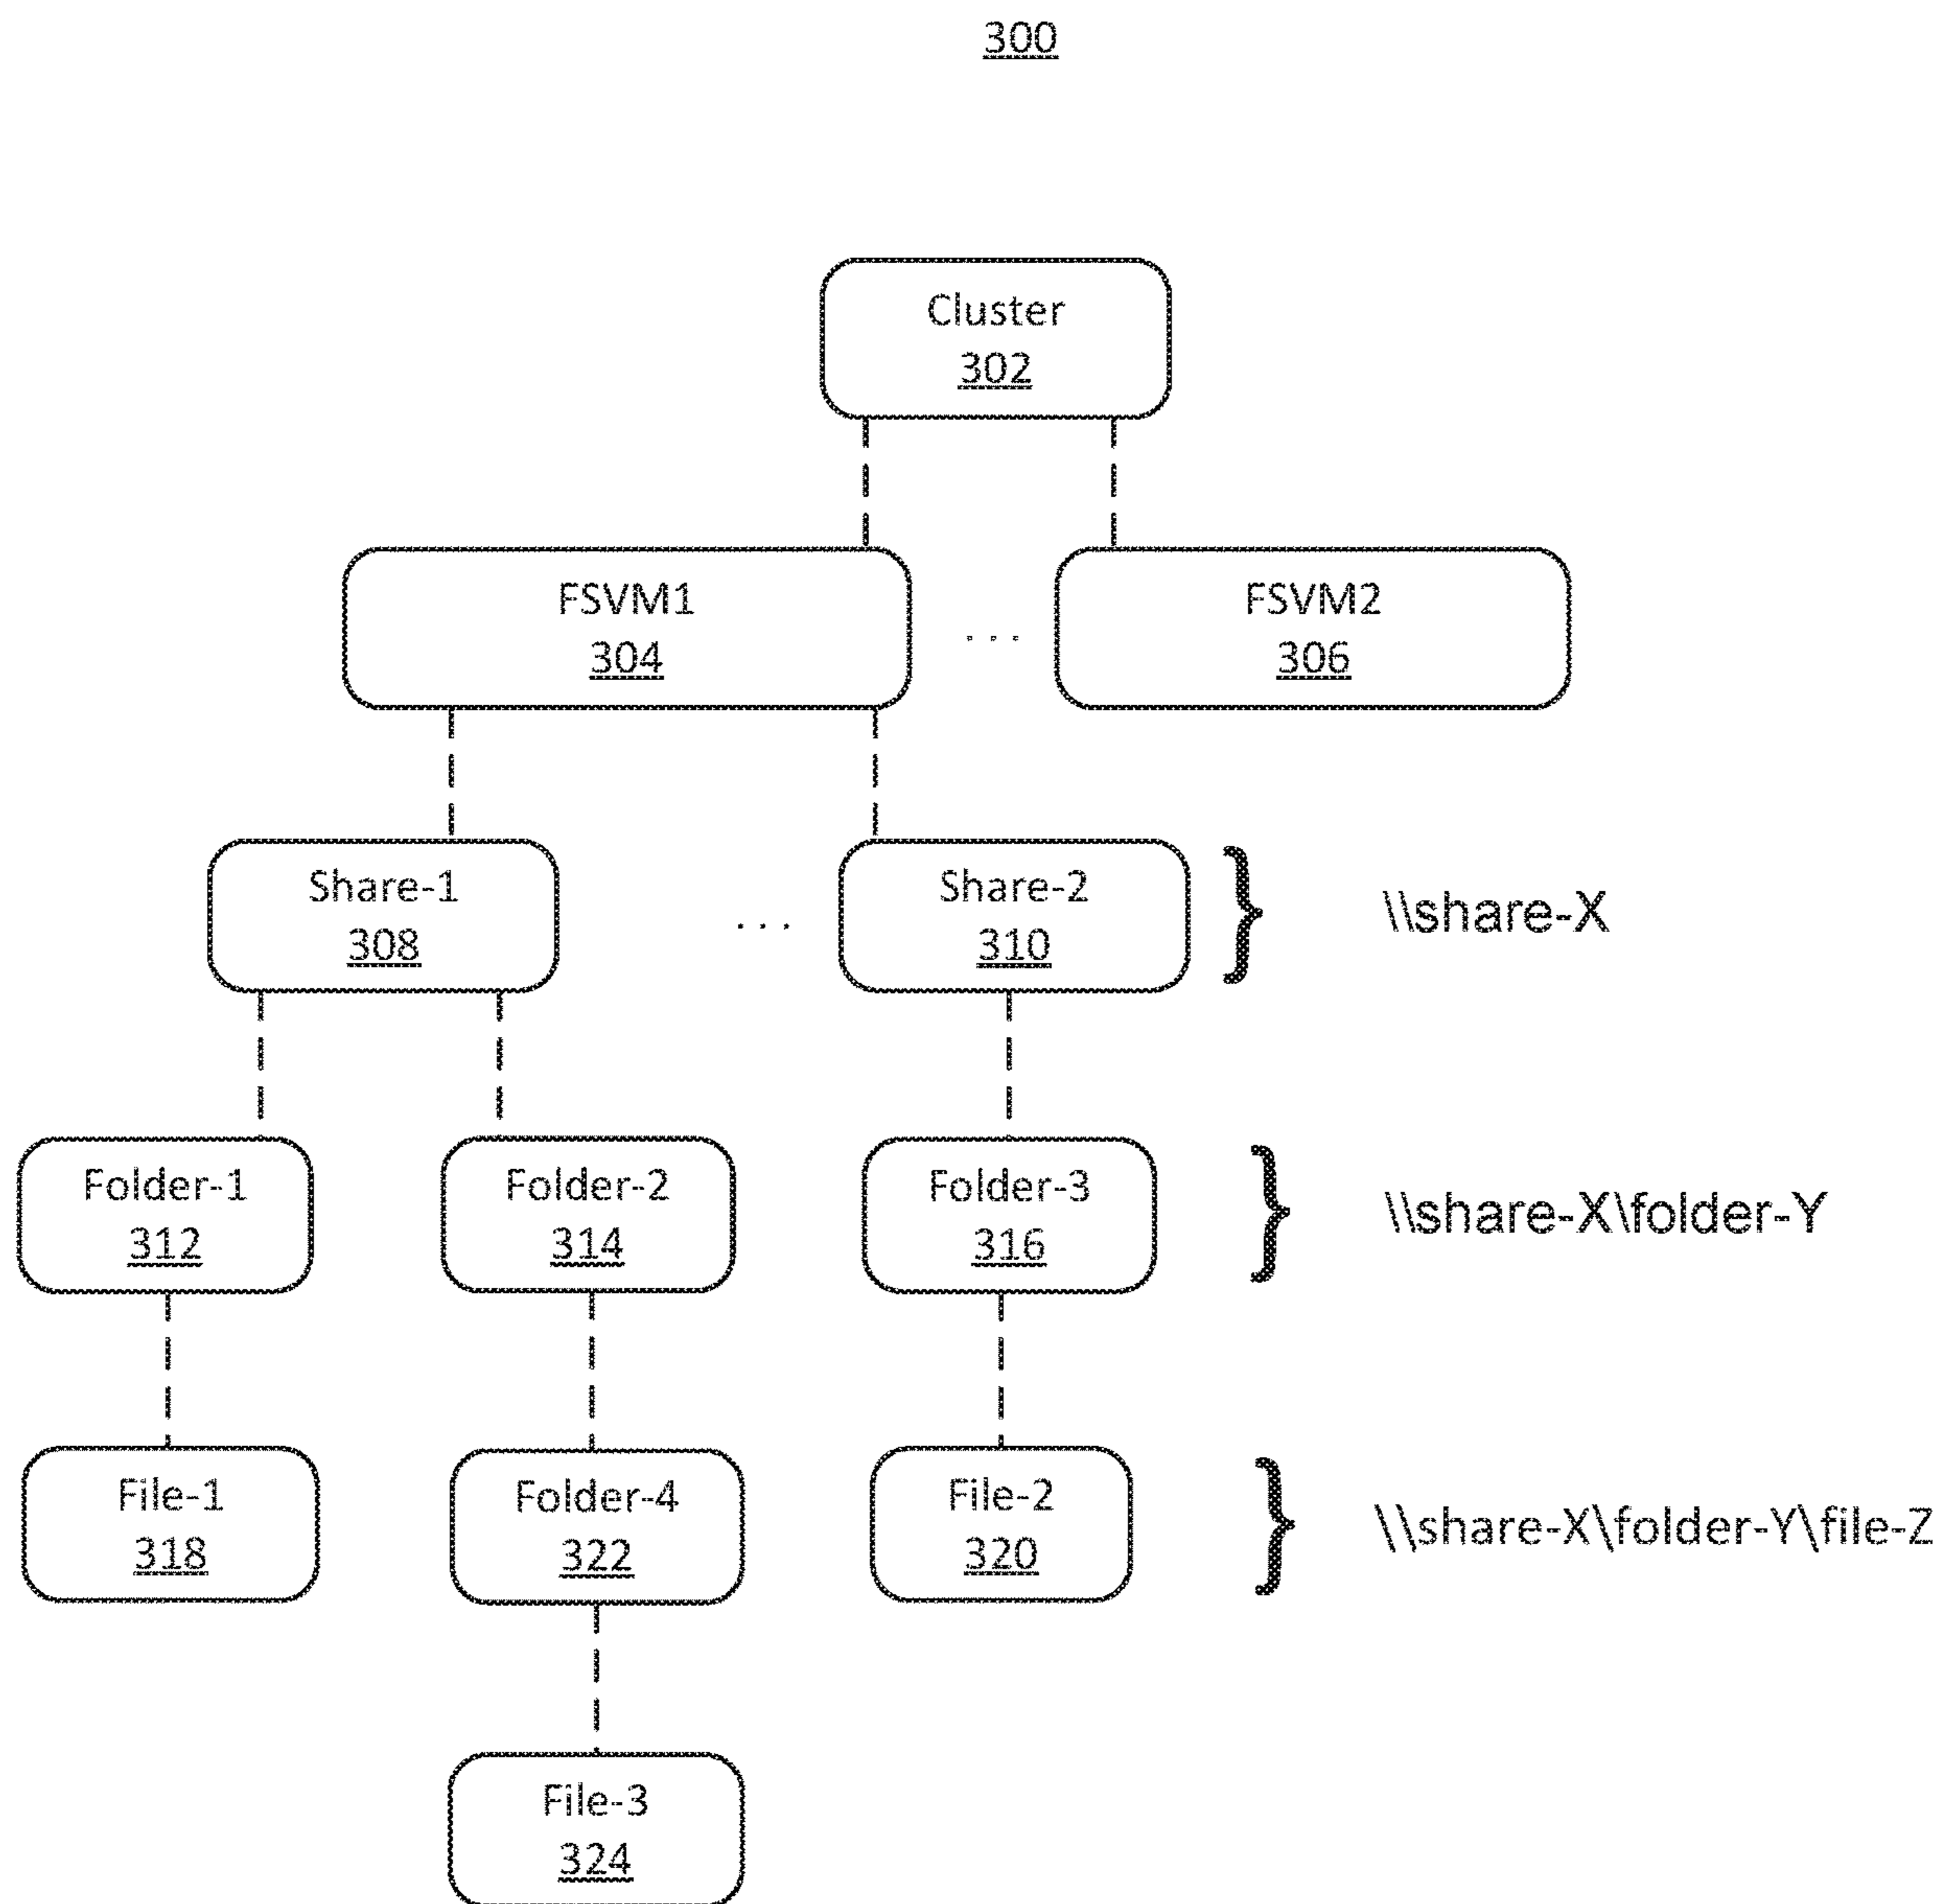 300
Cluster
302
FSVM1
304
...
FSVM2
306
Share-1
308
...
Share-2
310
} \\share-X
Folder-1
312
Folder-2
314
Folder-3
316
} \\share-X\folder-Y
File-1
318
Folder-4
322
File-2
320
} \\share-X\folder-Y\file-Z
File-3
324